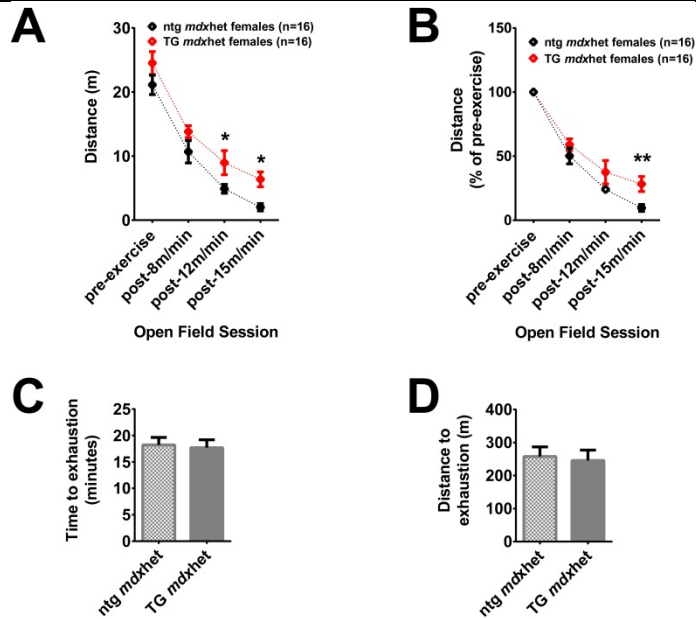 A
ntg mdxhet females (n=16)
TG mdxhet females (n=16)
Distance (m)
30
20
10
0
*
*
pre-exercise
post-8m/min
post-12m/min
post-15m/min
Open Field Session
B
ntg mdxhet females (n=16)
TG mdxhet females (n=16)
Distance
(% of pre-exercise)
150
100
50
0
**
pre-exercise
post-8m/min
post-12m/min
post-15m/min
Open Field Session
C
Time to exhaustion
(minutes)
25
20
15
10
5
0
ntg mdxhet
TG mdxhet
D
Distance to
exhaustion (m)
400
300
200
100
0
ntg mdxhet
TG mdxhet